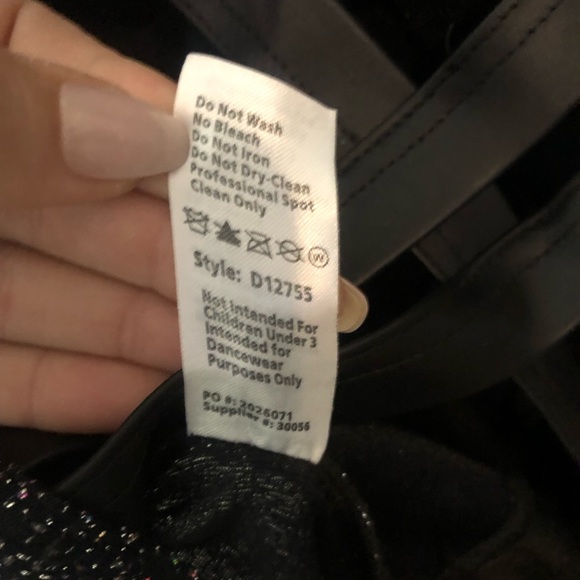 Do Not Wash
No Bleach
Do Not Iron
Do Not Dry-Clean
Professional Spot
Clean Only
W
Style: D12755
Not Intended For
Children Under 3
Intended for
Dancewear
Purposes Only
PO #: 2026071
Supplier #: 30056